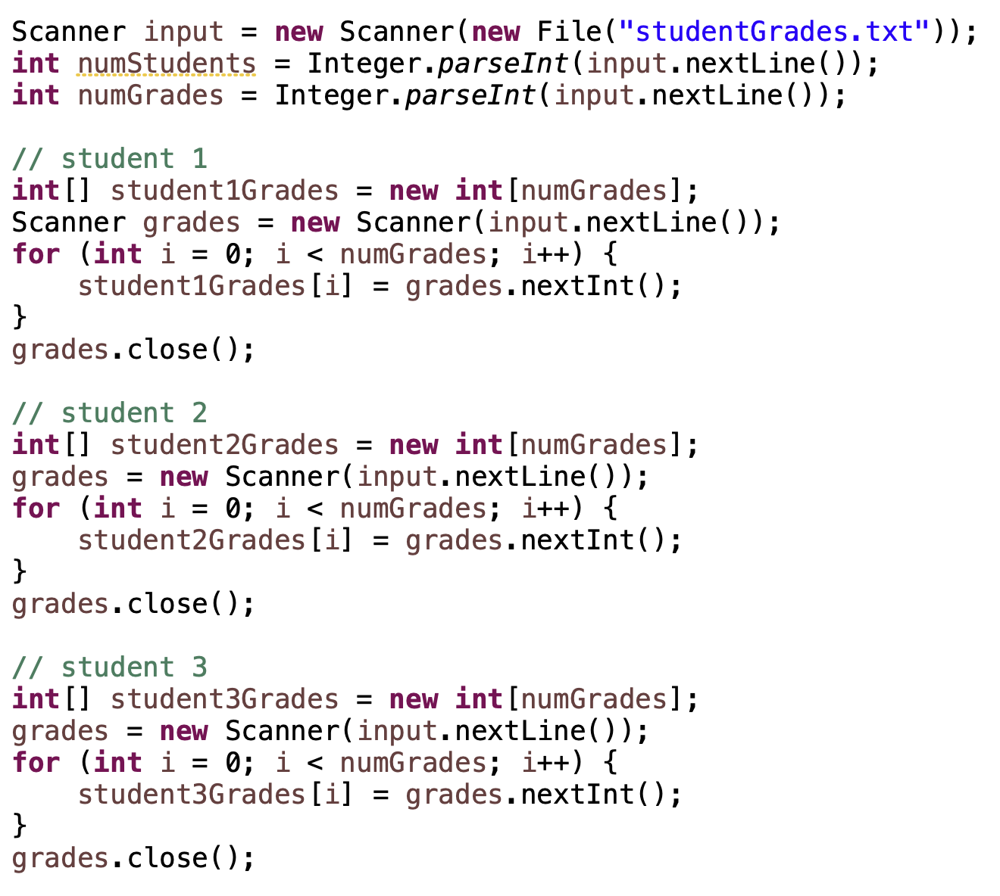 Scanner input = new Scanner(new File("studentGrades.txt"));
int numStudents = Integer.parseInt(input.nextLine());
int numGrades = Integer.parseInt(input.nextLine());

// student 1
int[] student1Grades = new int[numGrades];
Scanner grades = new Scanner(input.nextLine());
for (int i = 0; i < numGrades; i++) {
    student1Grades[i] = grades.nextInt();
}
grades.close();

// student 2
int[] student2Grades = new int[numGrades];
grades = new Scanner(input.nextLine());
for (int i = 0; i < numGrades; i++) {
    student2Grades[i] = grades.nextInt();
}
grades.close();

// student 3
int[] student3Grades = new int[numGrades];
grades = new Scanner(input.nextLine());
for (int i = 0; i < numGrades; i++) {
    student3Grades[i] = grades.nextInt();
}
grades.close();